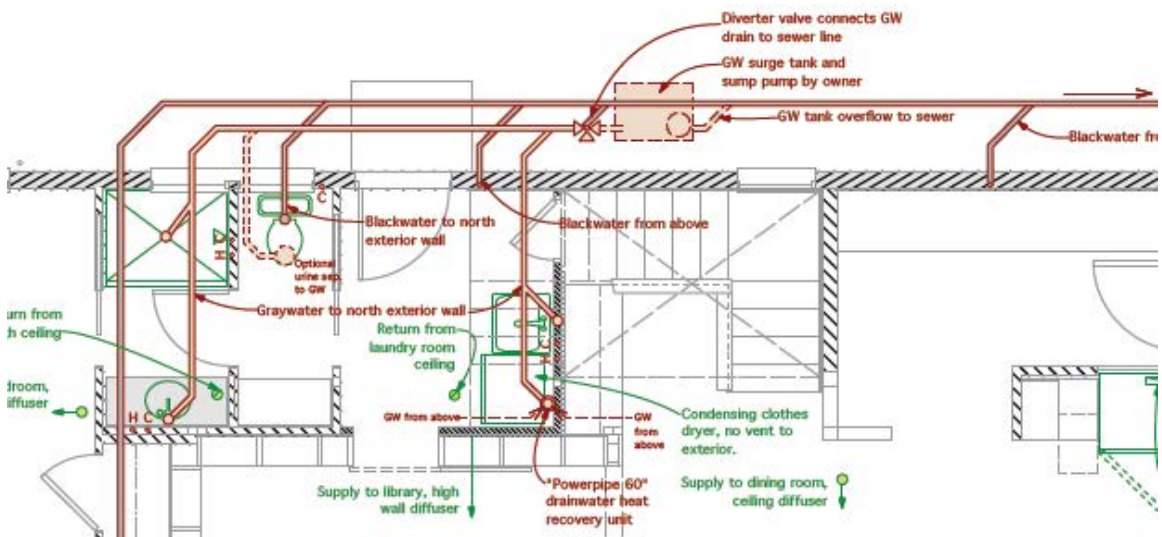 Diverter valve connects GW
drain to sewer line
GW surge tank and
sump pump by owner
GW tank overflow to sewer
Blackwater fr
C
Blackwater to north
exterior wall
Blackwater from above
H C
Optional
urine sep.
to GW
Graywater to north exterior wall
urn from
h ceiling
Return from
laundry room
ceiling
H C
droom,
diffuser
H C
GW from above
GW
from
above
Condensing clothes
dryer, no vent to
exterior.
Supply to library, high
wall diffuser
"Powerpipe 60"
drainwater heat
recovery unit
Supply to dining room,
ceiling diffuser